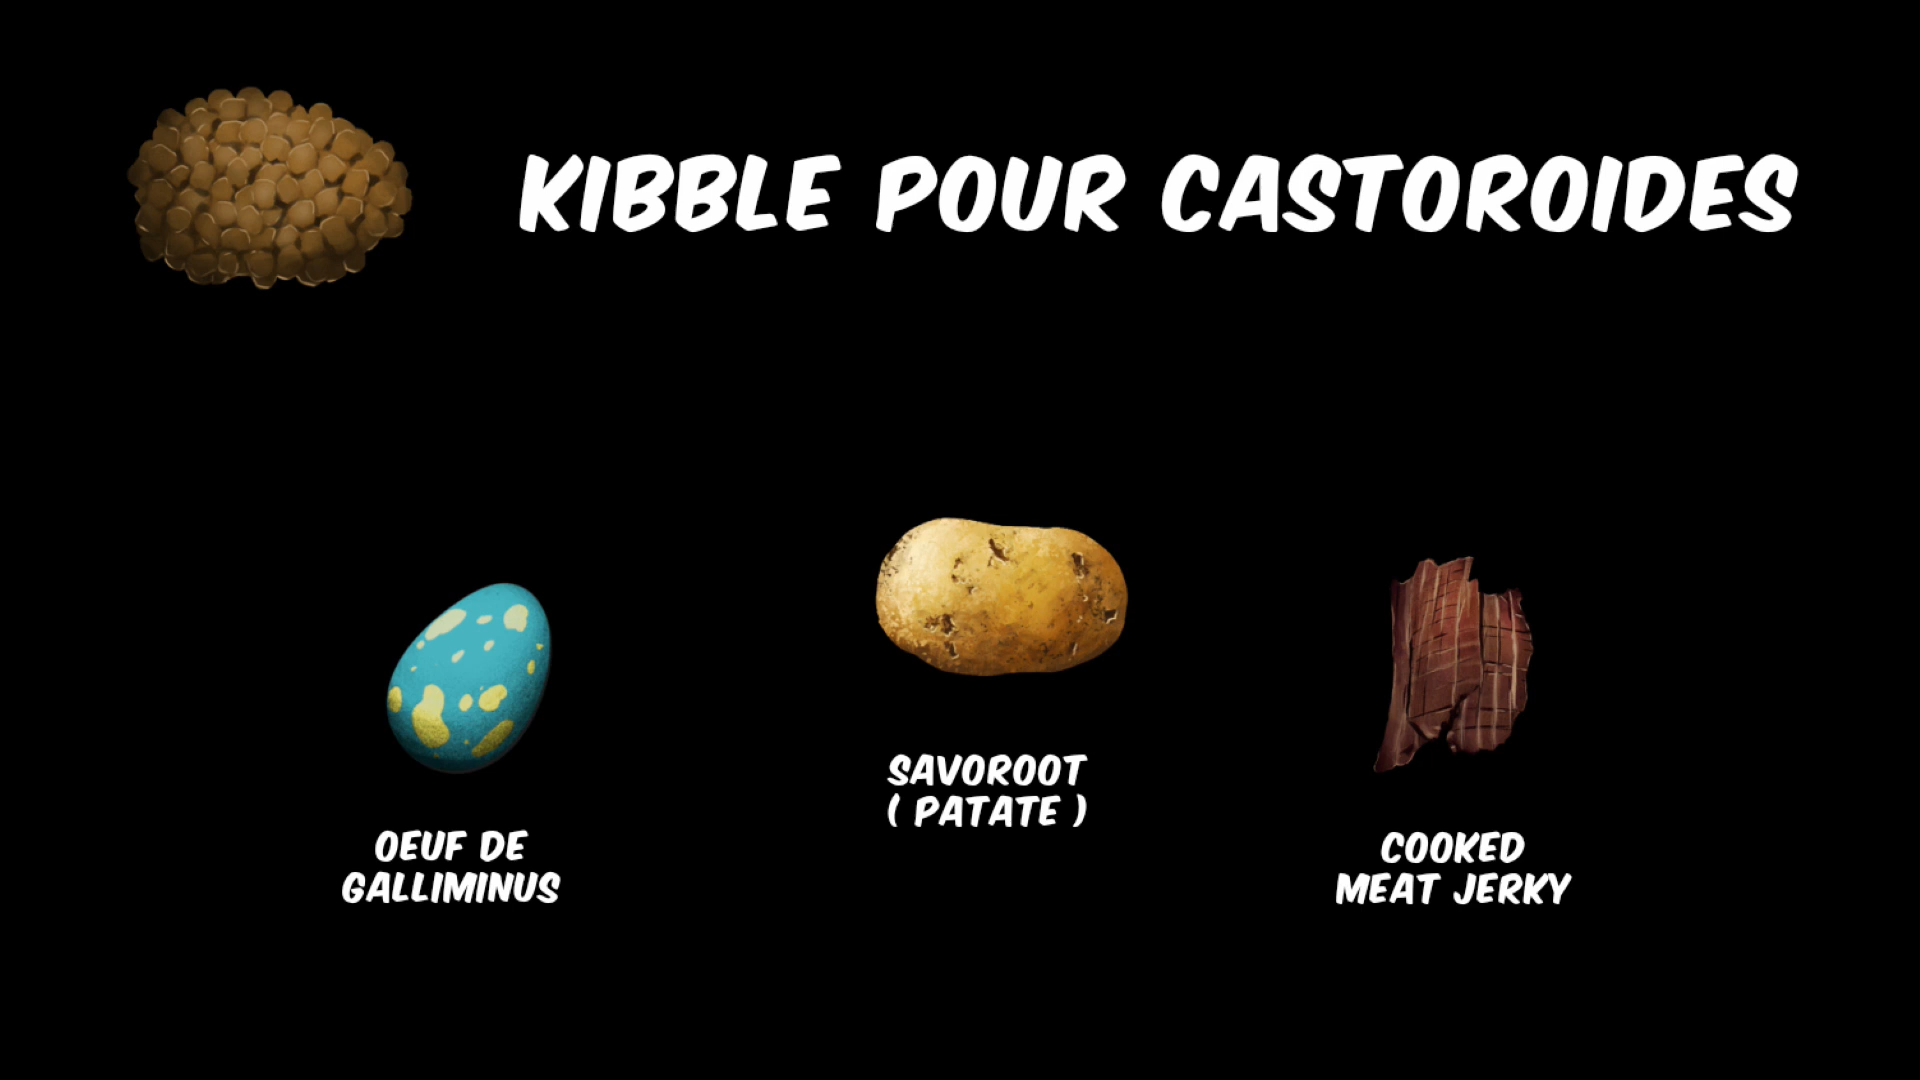 KIBBLE POUR CASTOROIDES
SAVOROOT
( PATATE )
OEUF DE
GALLIMINUS
COOKED
MEAT JERKY